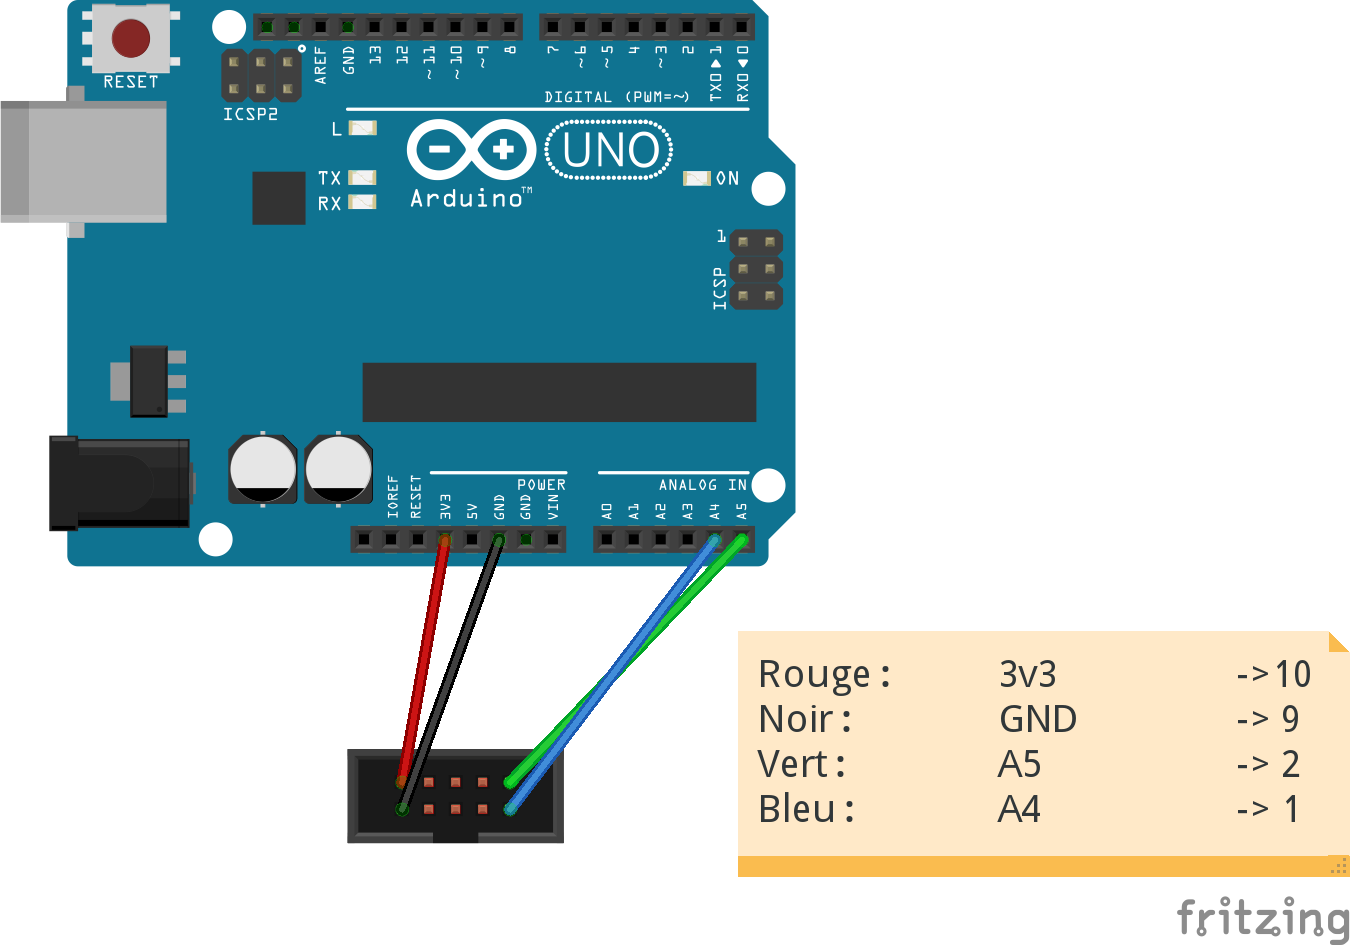 RESET
ICSP2
AREF
GND
13
12
~11
~10
~9
8
7
~6
~5
4
~3
2
TX0▶1
RX0◀0
DIGITAL (PWM=~)
L
TX
RX
Arduino™
UNO
ON
1
ICSP
IOREF
RESET
3V3
5V
GND
GND
VIN
POWER
ANALOG IN
A0
A1
A2
A3
A4
A5
Rouge : 3v3 ->10
Noir : GND -> 9
Vert : A5 -> 2
Bleu : A4 -> 1
fritzing